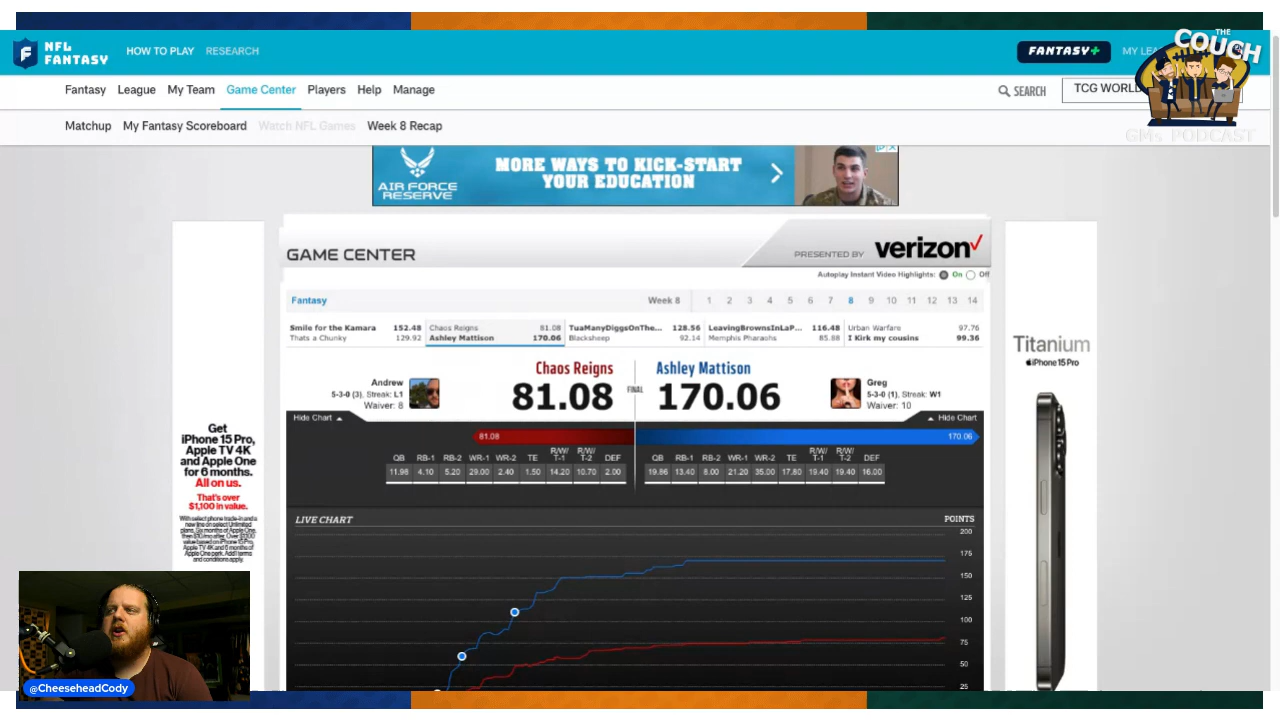 NFL
FANTASY
HOW TO PLAY RESEARCH
FANTASY+
MY LEA
THE
COUCH
GMs PODCAST
Fantasy League My Team Game Center Players Help Manage
SEARCH
TCG WORLD
Matchup My Fantasy Scoreboard Watch NFL Games Week 8 Recap
AIR FORCE
RESERVE
MORE WAYS TO KICK-START
YOUR EDUCATION
GAME CENTER
PRESENTED BY verizon
Autoplay Instant Video Highlights: On Off
Fantasy
Week 8 1 2 3 4 5 6 7 8 9 10 11 12 13 14
Smile for the Kamara 152.48 Chaos Reigns 81.08 TuaManyDiggsOnThe... 128.56 LeavingBrownsInLaP... 116.48 Urban Warfare 97.76
Thats a Chunky 129.92 Ashley Mattison 170.06 Blacksheep 92.14 Memphis Pharaohs 85.88 I Kirk my cousins 99.36
Chaos Reigns
Ashley Mattison
Andrew
5-3-0 (3), Streak: L1
Waiver: 8
81.08
FINAL
170.06
Greg
5-3-0 (1), Streak: W1
Waiver: 10
Hide Chart
Hide Chart
81.08
170.06
QB RB-1 RB-2 WR-1 WR-2 TE R/W/T-1 R/W/T-2 DEF
11.98 4.10 5.20 29.00 2.40 1.50 14.20 10.70 2.00
QB RB-1 RB-2 WR-1 WR-2 TE R/W/T-1 R/W/T-2 DEF
19.86 13.40 8.00 21.20 35.00 17.80 19.40 19.40 16.00
LIVE CHART
POINTS
200
175
150
125
100
75
50
25
Get
iPhone 15 Pro,
Apple TV 4K
and Apple One
for 6 months.
All on us.
That's over
$1,100 in value.
Titanium
iPhone 15 Pro
@CheeseheadCody